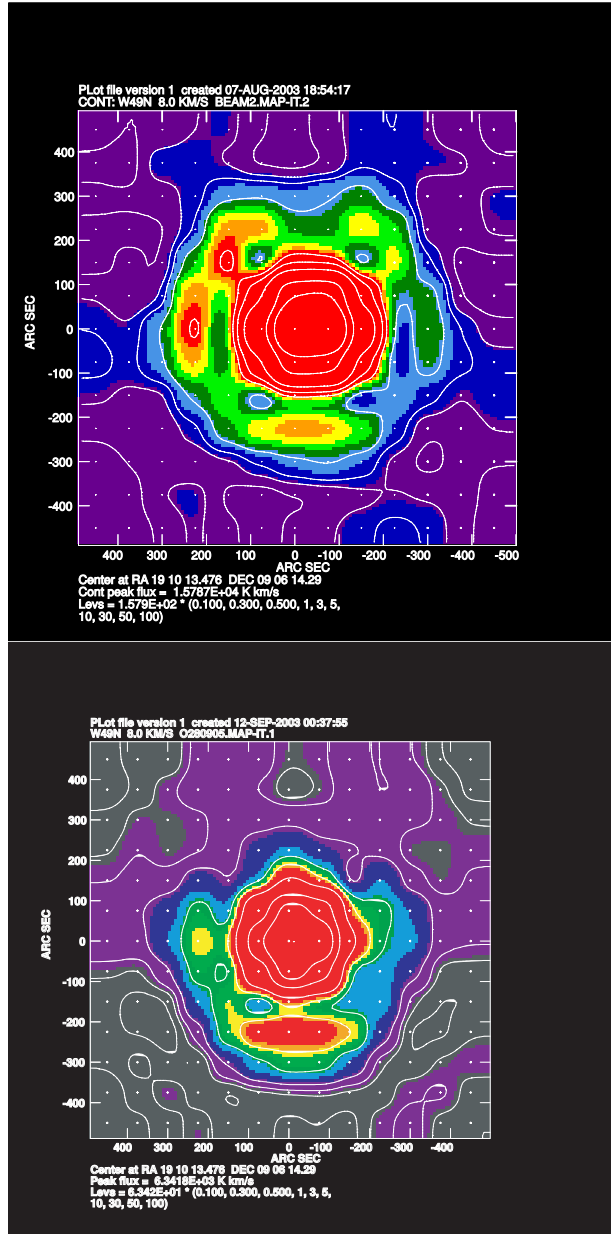 PLot file version 1 created 07-AUG-2003 18:54:17
CONT: W49N 8.0 KM/S BEAM2.MAP-IT.2
400
300
200
100
0
-100
-200
-300
-400
ARC SEC
400 300 200 100 0 -100 -200 -300 -400 -500
ARC SEC
Center at RA 19 10 13.476 DEC 09 06 14.29
Cont peak flux = 1.5787E+04 K km/s
Levs = 1.579E+02 * (0.100, 0.300, 0.500, 1, 3, 5,
10, 30, 50, 100)
PLot file version 1 created 12-SEP-2003 00:37:55
W49N 8.0 KM/S O280905.MAP-IT.1
400
300
200
100
0
-100
-200
-300
-400
ARC SEC
400 300 200 100 0 -100 -200 -300 -400
ARC SEC
Center at RA 19 10 13.476 DEC 09 06 14.29
Peak flux = 6.3418E+03 K km/s
Levs = 6.342E+01 * (0.100, 0.300, 0.500, 1, 3, 5,
10, 30, 50, 100)